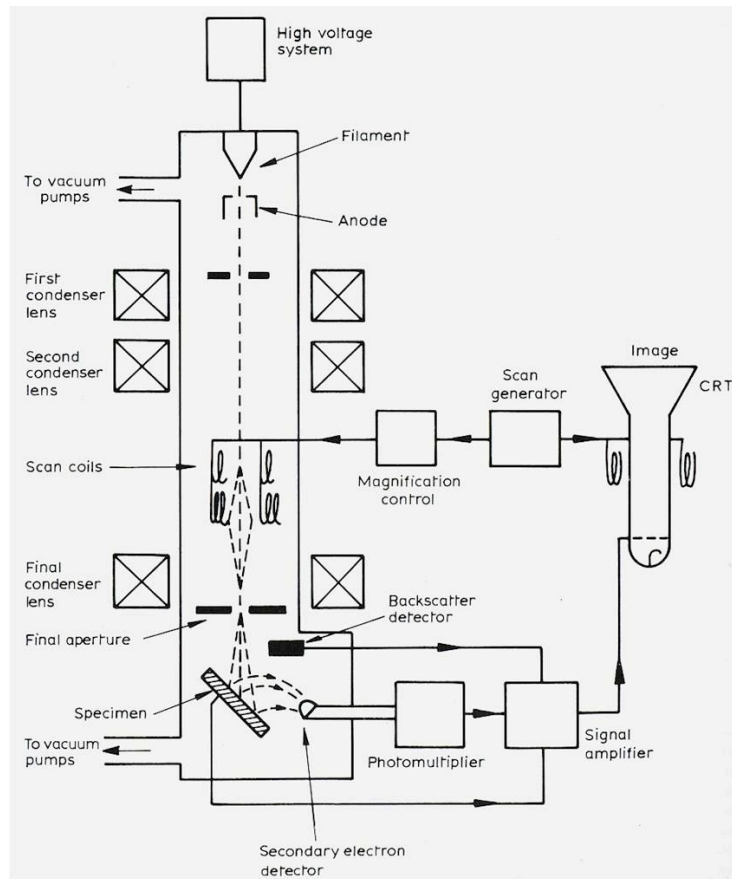 High voltage
system
Filament
To vacuum
pumps
Anode
First
condenser
lens
Second
condenser
lens
Image
CRT
Scan
generator
Scan coils
Magnification
control
Final
condenser
lens
Backscatter
detector
Final aperture
Specimen
To vacuum
pumps
Photomultiplier
Signal
amplifier
Secondary electron
detector